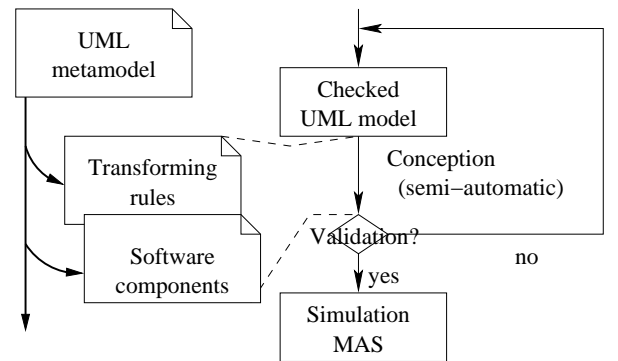 UML
metamodel
Transforming
rules
Software
components
Checked
UML model
Conception
(semi−automatic)
Validation?
no
yes
Simulation
MAS